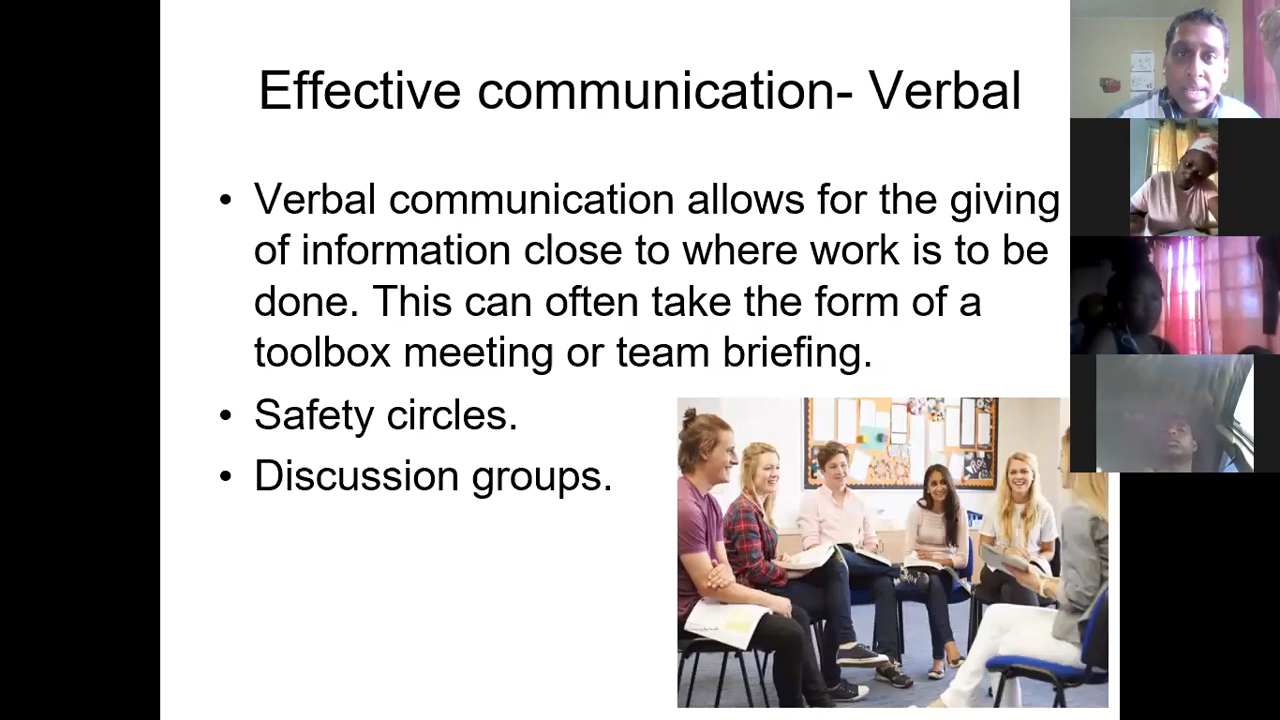 Effective communication- Verbal
• Verbal communication allows for the giving
of information close to where work is to be
done. This can often take the form of a
toolbox meeting or team briefing.
• Safety circles.
• Discussion groups.